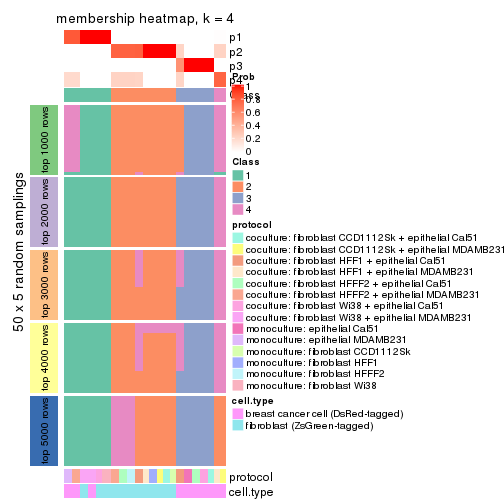 membership heatmap, k = 4
p1
p2
p3
p4
Prob
1
0.8
0.6
0.4
0.2
0
Class
Class
1
2
3
4
protocol
coculture: fibroblast CCD1112Sk + epithelial Cal51
coculture: fibroblast CCD1112Sk + epithelial MDAMB231
coculture: fibroblast HFF1 + epithelial Cal51
coculture: fibroblast HFF1 + epithelial MDAMB231
coculture: fibroblast HFFF2 + epithelial Cal51
coculture: fibroblast HFFF2 + epithelial MDAMB231
coculture: fibroblast Wi38 + epithelial Cal51
coculture: fibroblast Wi38 + epithelial MDAMB231
monoculture: epithelial Cal51
monoculture: epithelial MDAMB231
monoculture: fibroblast CCD1112Sk
monoculture: fibroblast HFF1
monoculture: fibroblast HFFF2
monoculture: fibroblast Wi38
cell.type
breast cancer cell (DsRed-tagged)
fibroblast (ZsGreen-tagged)
50 x 5 random samplings
top 1000 rows
top 2000 rows
top 3000 rows
top 4000 rows
top 5000 rows
protocol
cell.type